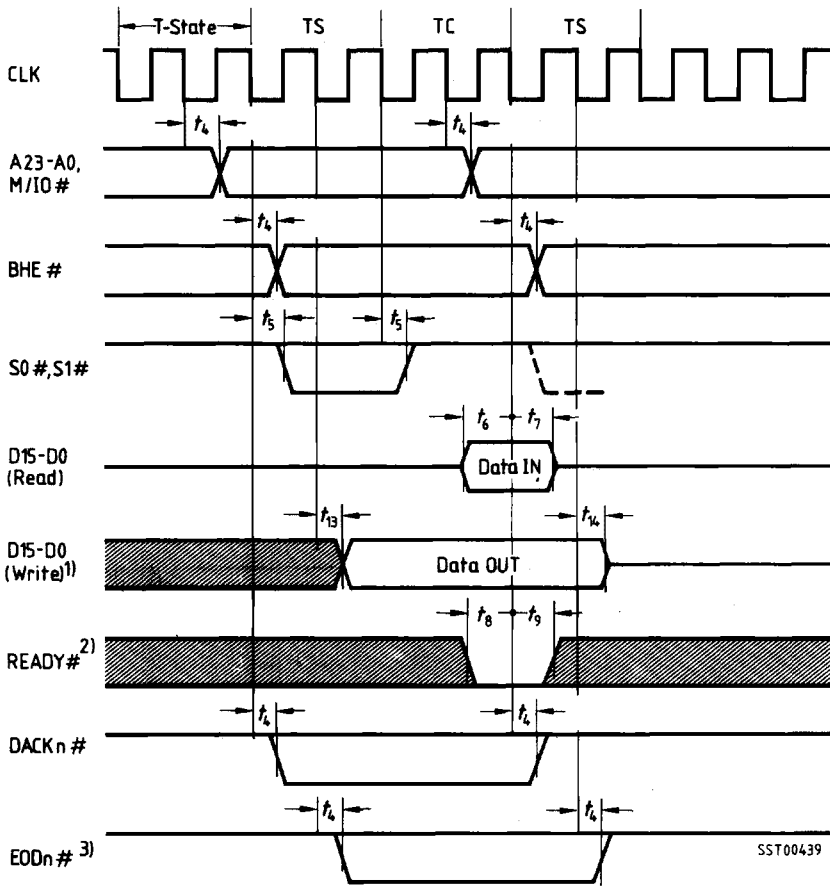 T-State TS TC TS
CLK
t4 t4
A23-A0,
M/IO #
t4 t4
BHE #
t5 t5
S0 #,S1#
t6 t7
D15-D0
(Read)
Data IN
t13 t14
D15-D0
(Write)1)
Data OUT
t8 t9
READY#2)
t4 t4
DACKn #
t4 t4
EODn# 3)
SST00439